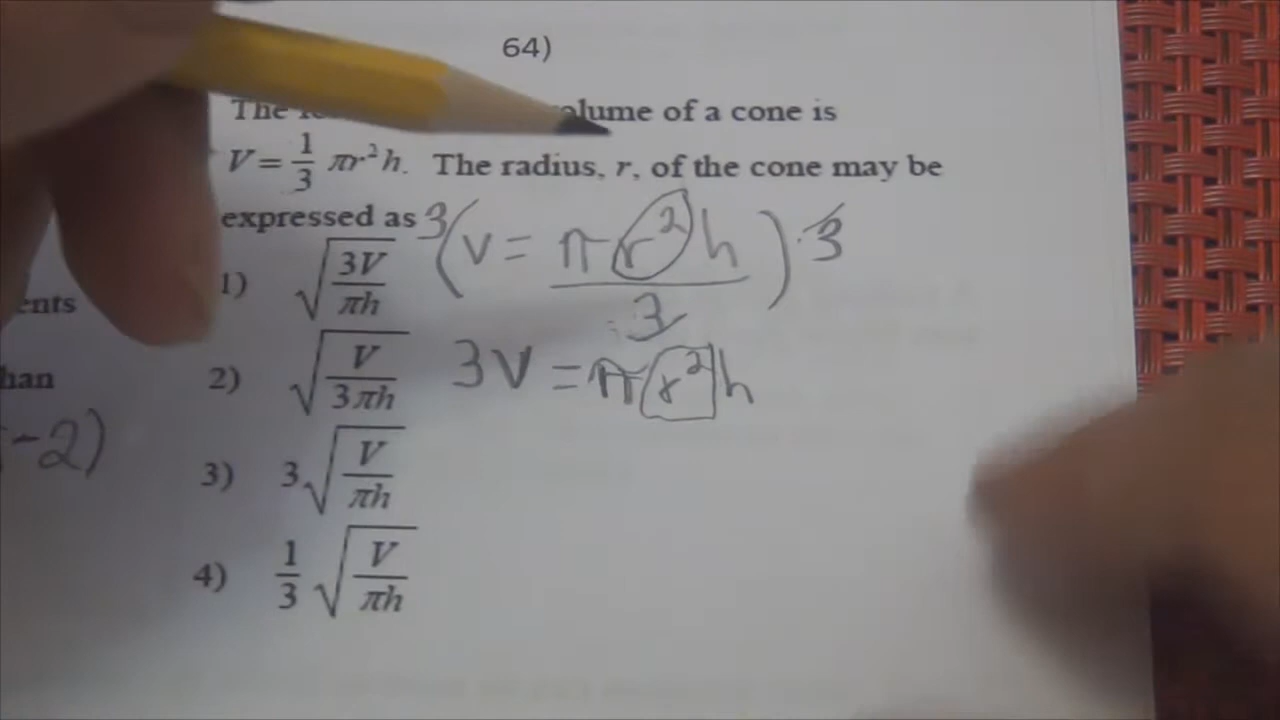 64)
The volume of a cone is
V = 1/3 πr²h. The radius, r, of the cone may be
expressed as
3(V = πr²h / 3) · 3
1) √(3V/πh)
3V = πr²h
2) √(V/3πh)
3) 3√(V/πh)
4) 1/3 √(V/πh)
ents
han
-2)